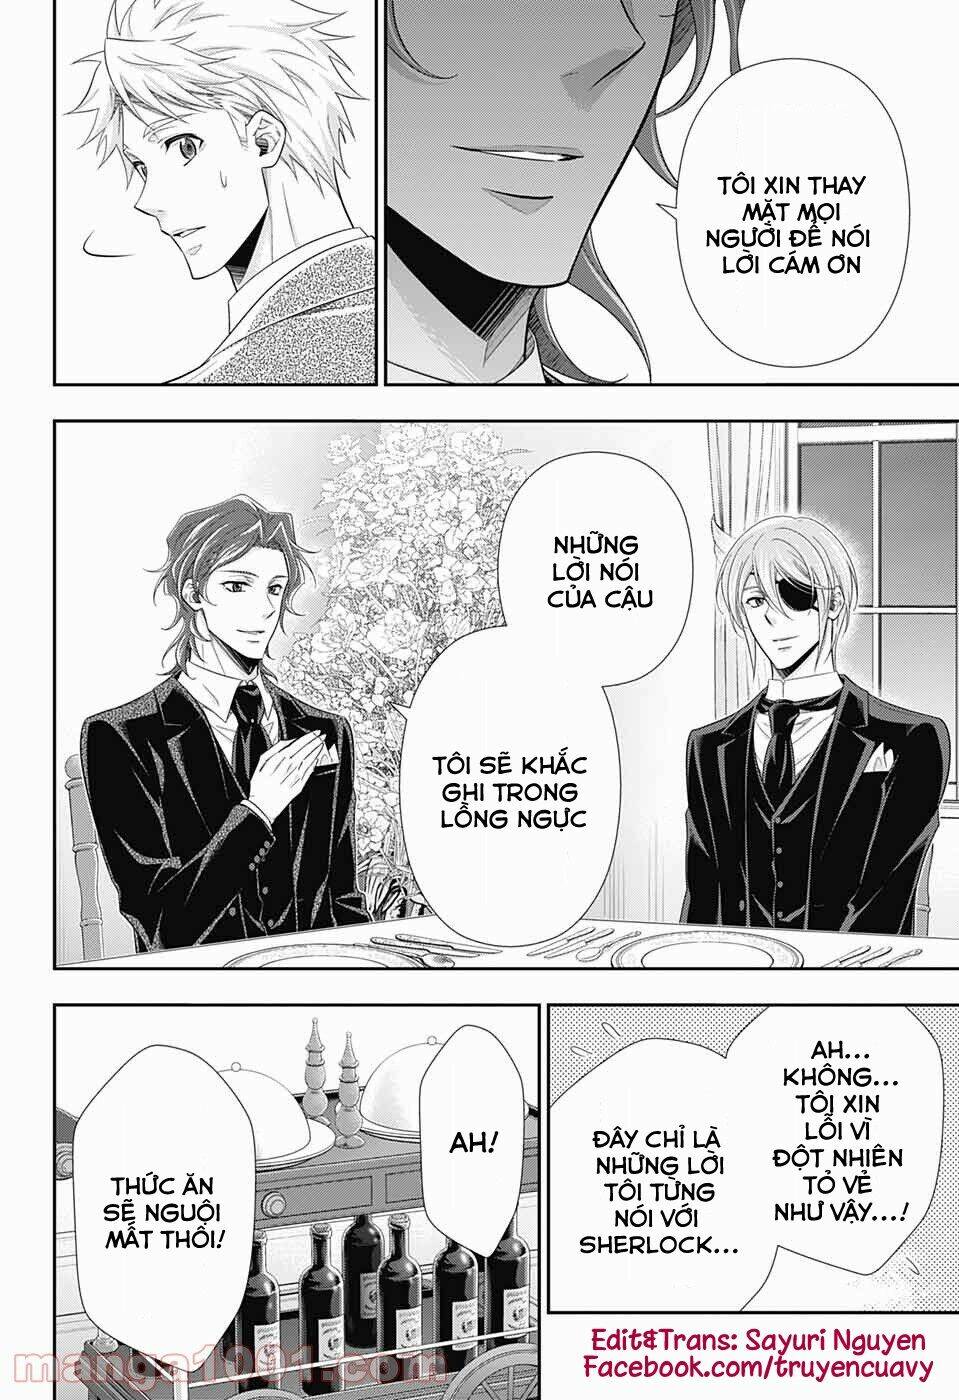 TÔI XIN THAY
MẶT MỌI
NGƯỜI ĐỂ NÓI
LỜI CÁM ƠN
NHỮNG
LỜI NÓI
CỦA CẬU
TÔI SẼ KHẮC
GHI TRONG
LỒNG NGỰC
AH...
KHÔNG...
TÔI XIN
LỖI VÌ
ĐỘT NHIÊN
TỎ VẺ
NHƯ VẬY...!
ĐÂY CHỈ LÀ
NHỮNG LỜI
TÔI TỪNG
NÓI VỚI
SHERLOCK...
AH!
THỨC ĂN
SẼ NGUỘI
MẤT THÔI!
Edit&Trans: Sayuri Nguyen
Facebook.com/truyencuavy
manga1001.com